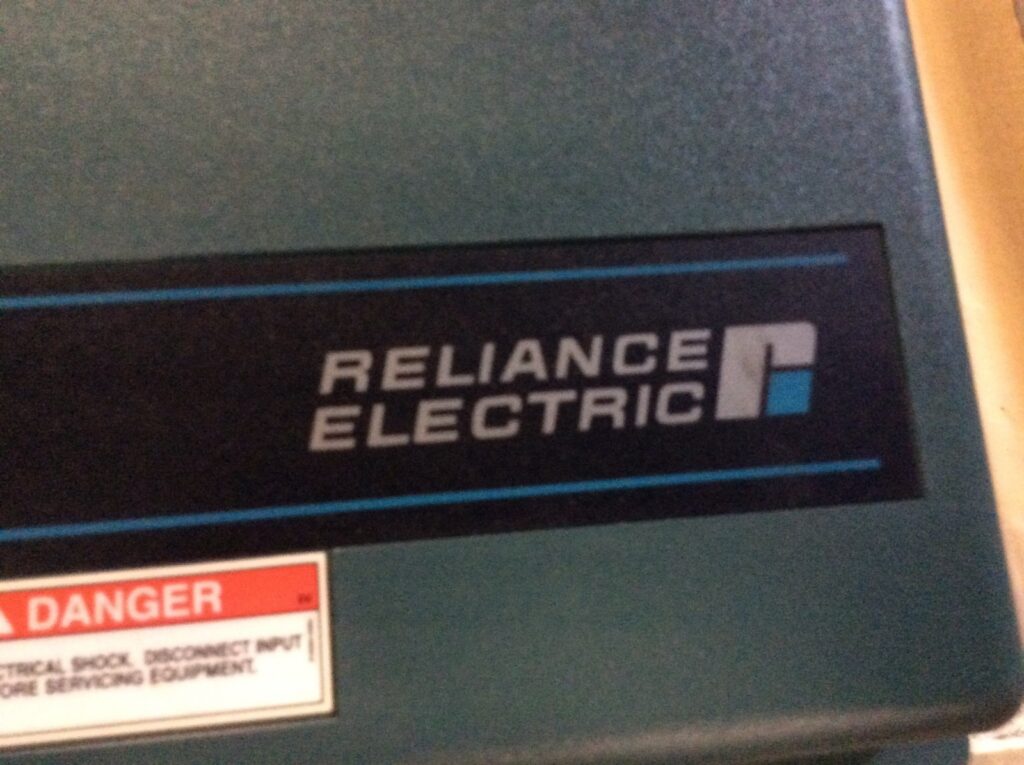 RELIANCE
ELECTRIC
DANGER
CTRICAL SHOCK. DISCONNECT INPUT
ORE SERVICING EQUIPMENT.